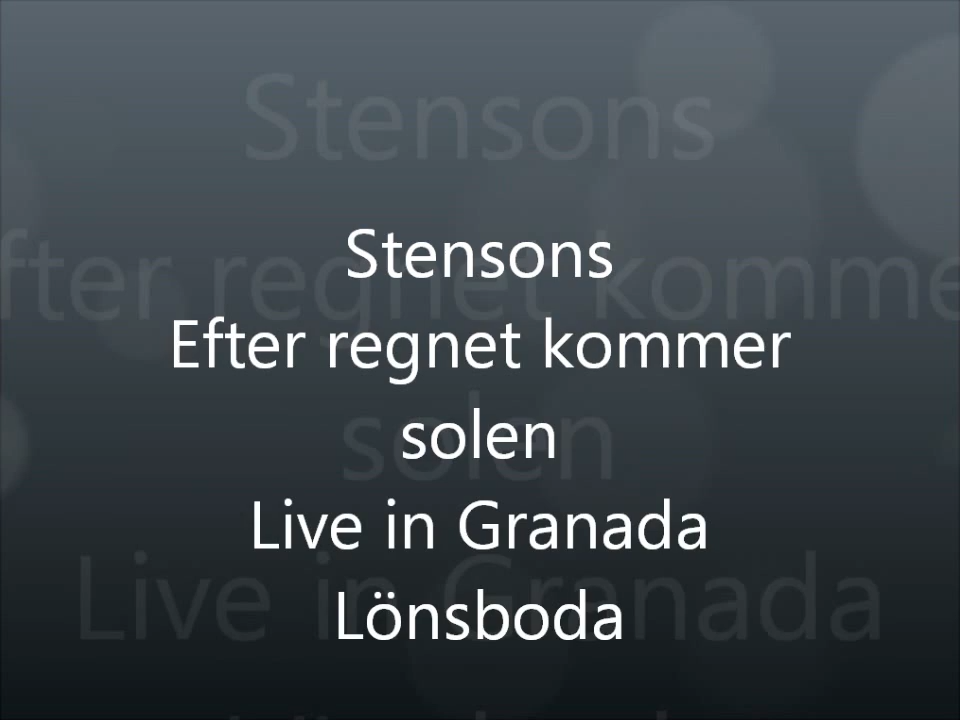 Stensons
Efter regnet kommer
solen
Live in Granada
Lönsboda